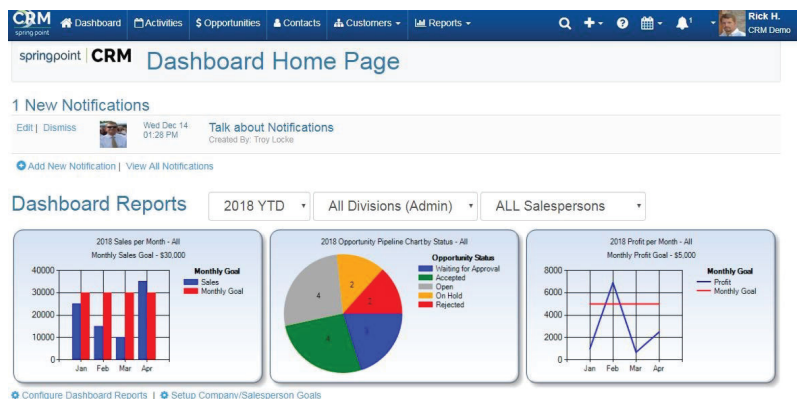 CRM
spring point
Dashboard Activities $ Opportunities Contacts Customers Reports
1
Rick H.
CRM Demo
springpoint | CRM Dashboard Home Page
1 New Notifications
Edit | Dismiss
Wed Dec 14
01:28 PM
Talk about Notifications
Created By: Troy Locke
Add New Notification | View All Notifications
Dashboard Reports 2018 YTD All Divisions (Admin) ALL Salespersons
2018 Sales per Month - All
Monthly Sales Goal - $30,000
Monthly Goal
Sales
Monthly Goal
40000
30000
20000
10000
0
Jan Feb Mar Apr
2018 Opportunity Pipeline Chart by Status - All
Opportunity Status
Waiting for Approval
Accepted
Open
On Hold
Rejected
4
2
2
4
2018 Profit per Month - All
Monthly Profit Goal - $5,000
Monthly Goal
Profit
Monthly Goal
8000
6000
4000
2000
0
Jan Feb Mar Apr
Configure Dashboard Reports | Setup Company/Salesperson Goals